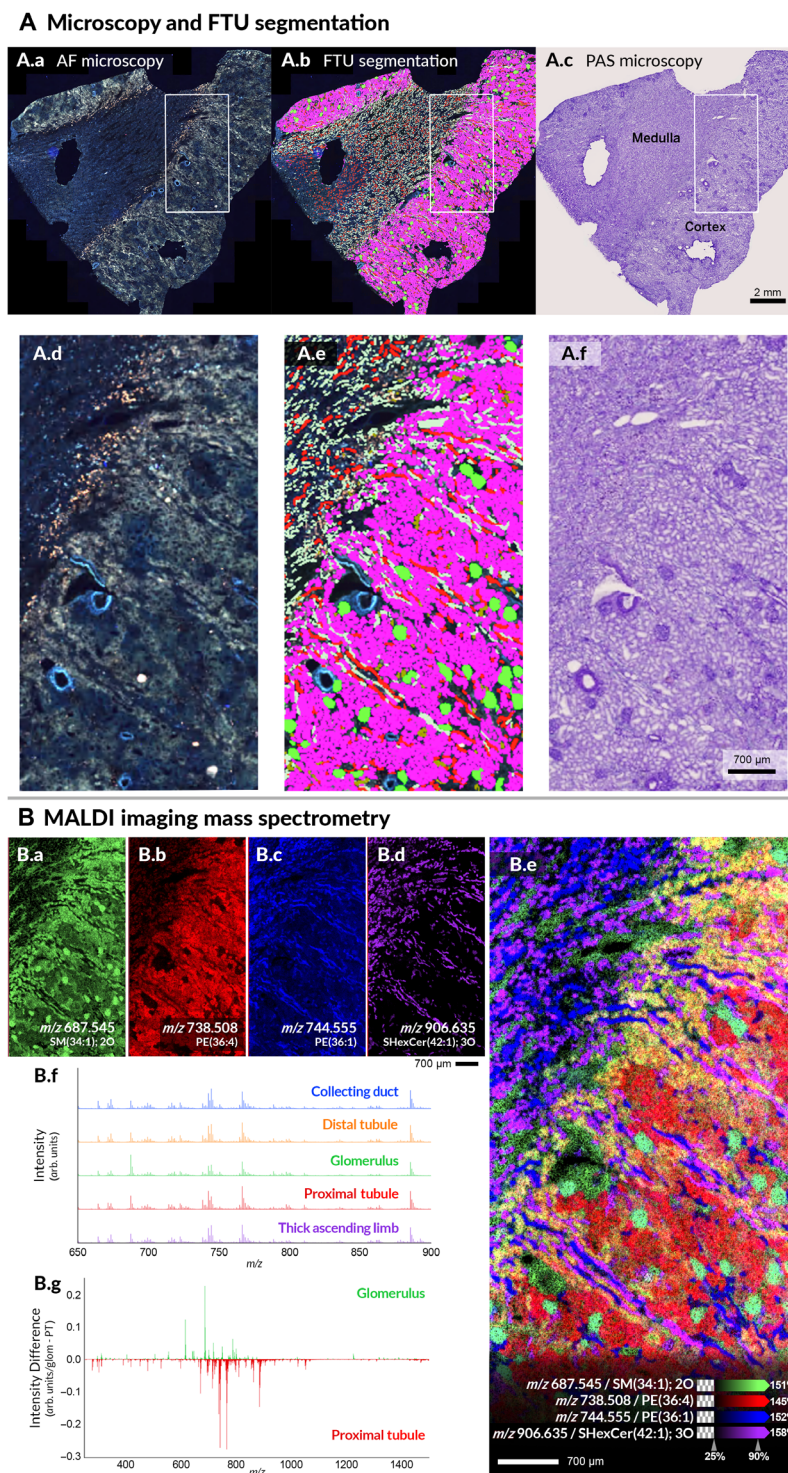 A Microscopy and FTU segmentation
A.a AF microscopy
A.b FTU segmentation
A.c PAS microscopy
Medulla
Cortex
2 mm
A.d
A.e
A.f
700 µm
B MALDI imaging mass spectrometry
B.a
m/z 687.545
SM(34:1); 2O
B.b
m/z 738.508
PE(36:4)
B.c
m/z 744.555
PE(36:1)
B.d
m/z 906.635
SHexCer(42:1); 3O
700 µm
B.e
m/z 687.545 / SM(34:1); 2O 151%
m/z 738.508 / PE(36:4) 145%
m/z 744.555 / PE(36:1) 152%
m/z 906.635 / SHexCer(42:1); 3O 158%
700 µm
25% 90%
B.f
Intensity
(arb. units)
Collecting duct
Distal tubule
Glomerulus
Proximal tubule
Thick ascending limb
650 700 750 800 850 900
m/z
B.g
Intensity Difference
(arb. units/glom - PT)
0.2
0.1
0.0
−0.1
−0.2
−0.3
Glomerulus
Proximal tubule
400 600 800 1000 1200 1400
m/z